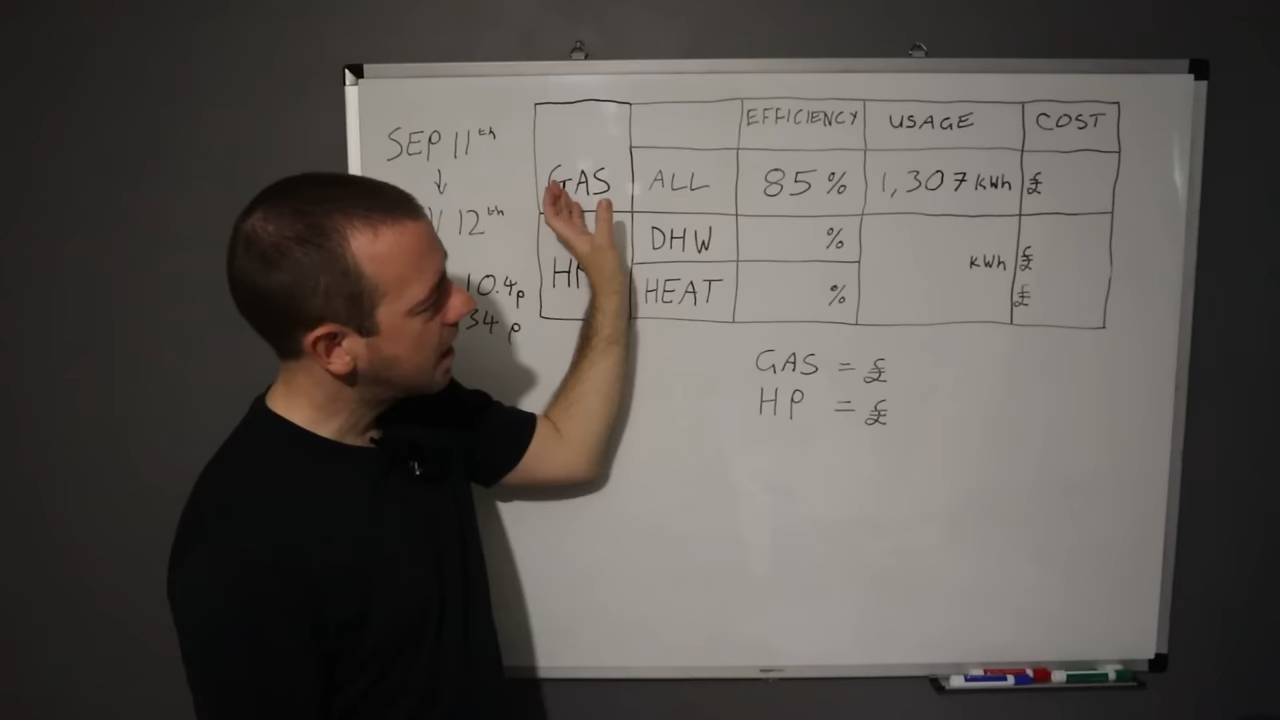 SEP 11th
↓
12th
10.4p
34p
EFFICIENCY USAGE COST
GAS ALL 85% 1,307 kWh £
DHW %
kWh £
HEAT % £
GAS = £
HP = £